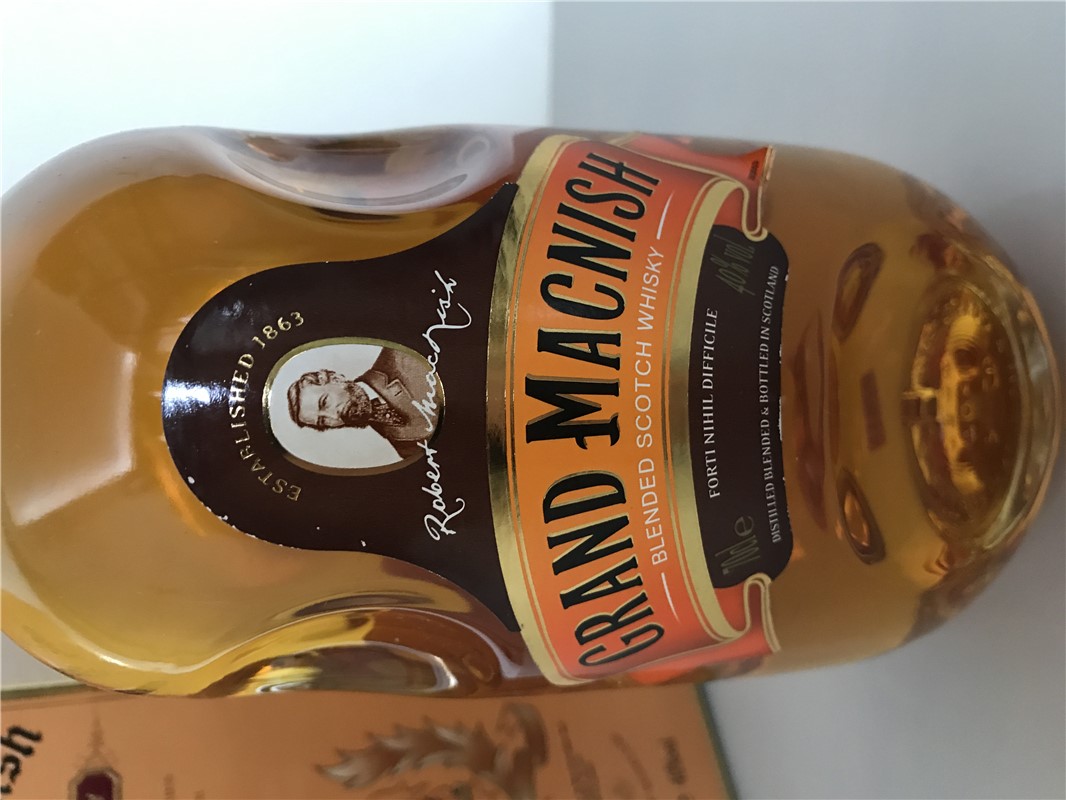 ESTABLISHED 1863
Robert Macnish
GRAND MACNISH
BLENDED SCOTCH WHISKY
FORTI NIHIL DIFFICILE
70cle 40%vol
DISTILLED BLENDED & BOTTLED IN SCOTLAND